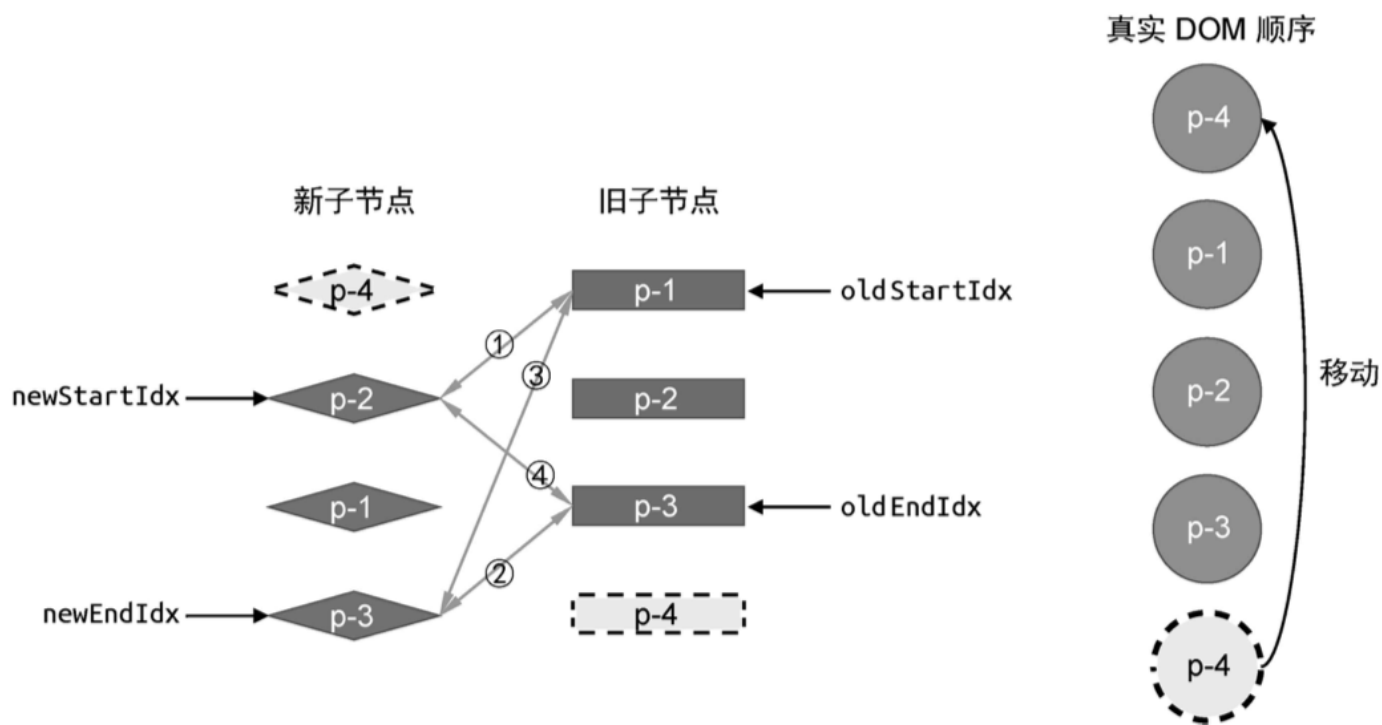 真实 DOM 顺序
p-4
新子节点
旧子节点
p-1
p-4
p-1
oldStartIdx
①
③
newStartIdx
p-2
p-2
p-2
移动
④
p-1
p-3
oldEndIdx
p-3
②
newEndIdx
p-3
p-4
p-4